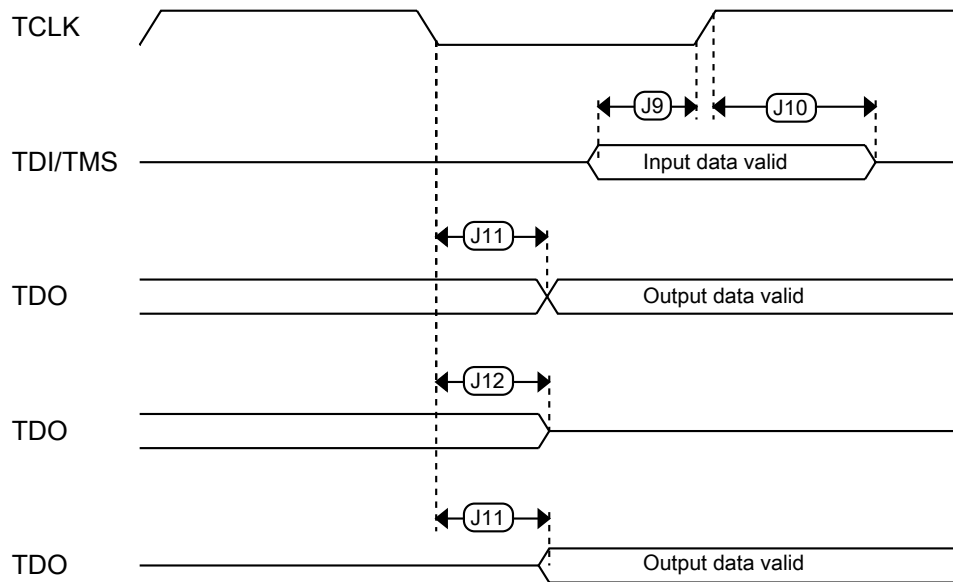 TCLK
J9
J10
TDI/TMS
Input data valid
J11
TDO
Output data valid
J12
TDO
J11
TDO
Output data valid